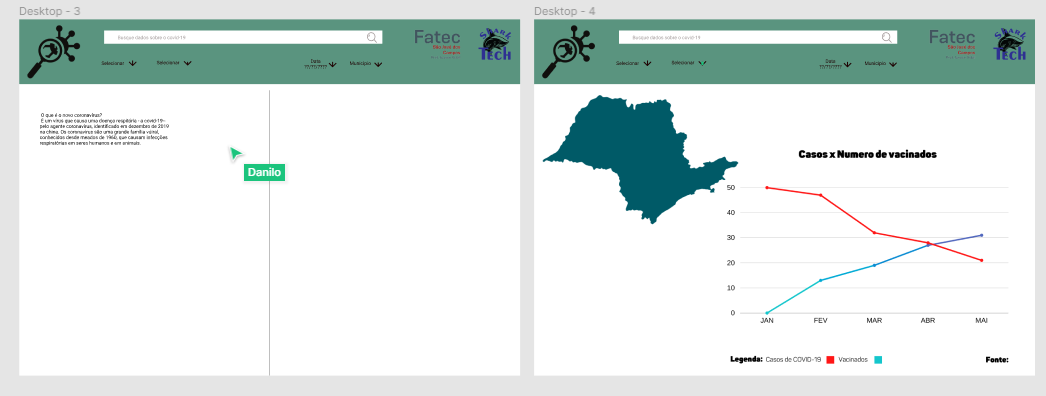 Desktop - 3
Busque dados sobre o covid-19
Fatec
São José dos
Campos
SHARK
TECH
Selecionar
Selecionar
Data
??/??/????
Município
O que é o novo coronavírus?
É um vírus que causa uma doença respitória - a covid-19-
pelo agente coronavírus, identificado em dezembro de 2019
na china. Os coronavírus são uma grande família viral,
conhecidos desde meados de 1960, que causam infecções
respiratórias em seres humanos e em animais.
Danilo
Desktop - 4
Busque dados sobre o covid-19
Fatec
São José dos
Campos
SHARK
TECH
Selecionar
Selecionar
Data
??/??/????
Município
Casos x Numero de vacinados
50
40
30
20
10
0
JAN FEV MAR ABR MAI
Legenda: Casos de COVID-19 Vacinados
Fonte: